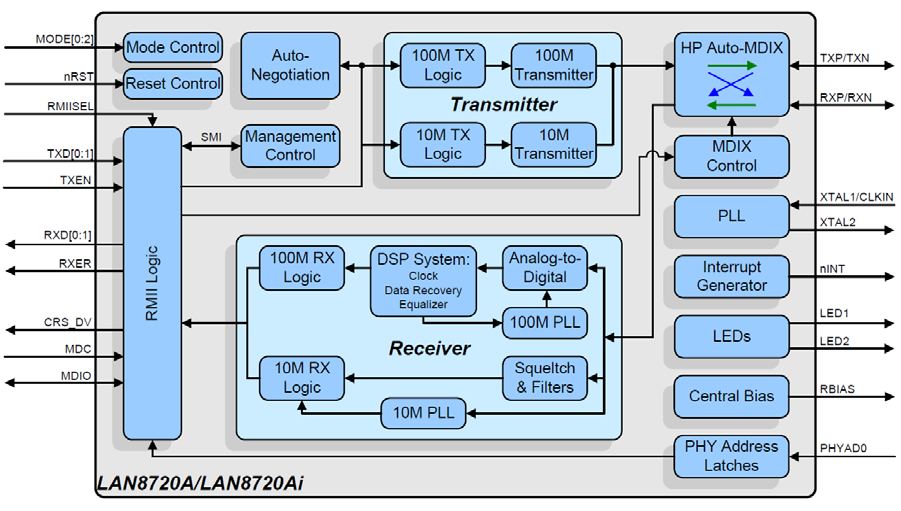 MODE[0:2]
nRST
RMIISEL
TXD[0:1]
TXEN
RXD[0:1]
RXER
CRS_DV
MDC
MDIO
Mode Control
Reset Control
RMII Logic
SMI
Auto-
Negotiation
Management
Control
100M TX
Logic
100M
Transmitter
Transmitter
10M TX
Logic
10M
Transmitter
HP Auto-MDIX
MDIX
Control
PLL
Interrupt
Generator
LEDs
Central Bias
PHY Address
Latches
100M RX
Logic
DSP System:
Clock
Data Recovery
Equalizer
Analog-to-
Digital
100M PLL
Receiver
10M RX
Logic
Squeltch
& Filters
10M PLL
TXP/TXN
RXP/RXN
XTAL1/CLKIN
XTAL2
nINT
LED1
LED2
RBIAS
PHYAD0
LAN8720A/LAN8720Ai